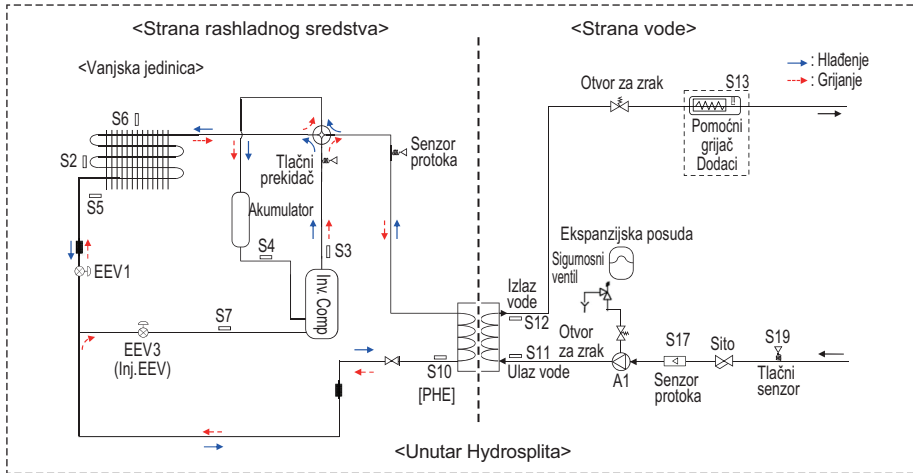 <Strana rashladnog sredstva>
<Strana vode>
: Hlađenje
: Grijanje
<Vanjska jedinica>
S6
S2
S5
EEV1
EEV3
(Inj.EEV)
S7
Akumulator
S4
Tlačni
prekidač
S3
Inv. Comp
Senzor
protoka
S10
[PHE]
Otvor za zrak
S13
Pomoćni
grijač
Dodaci
Ekspanzijska posuda
Sigurnosni
ventil
Izlaz
vode
S12
S11
Ulaz vode
Otvor
za zrak
A1
S17
Senzor
protoka
Sito
S19
Tlačni
senzor
<Unutar Hydrosplita>